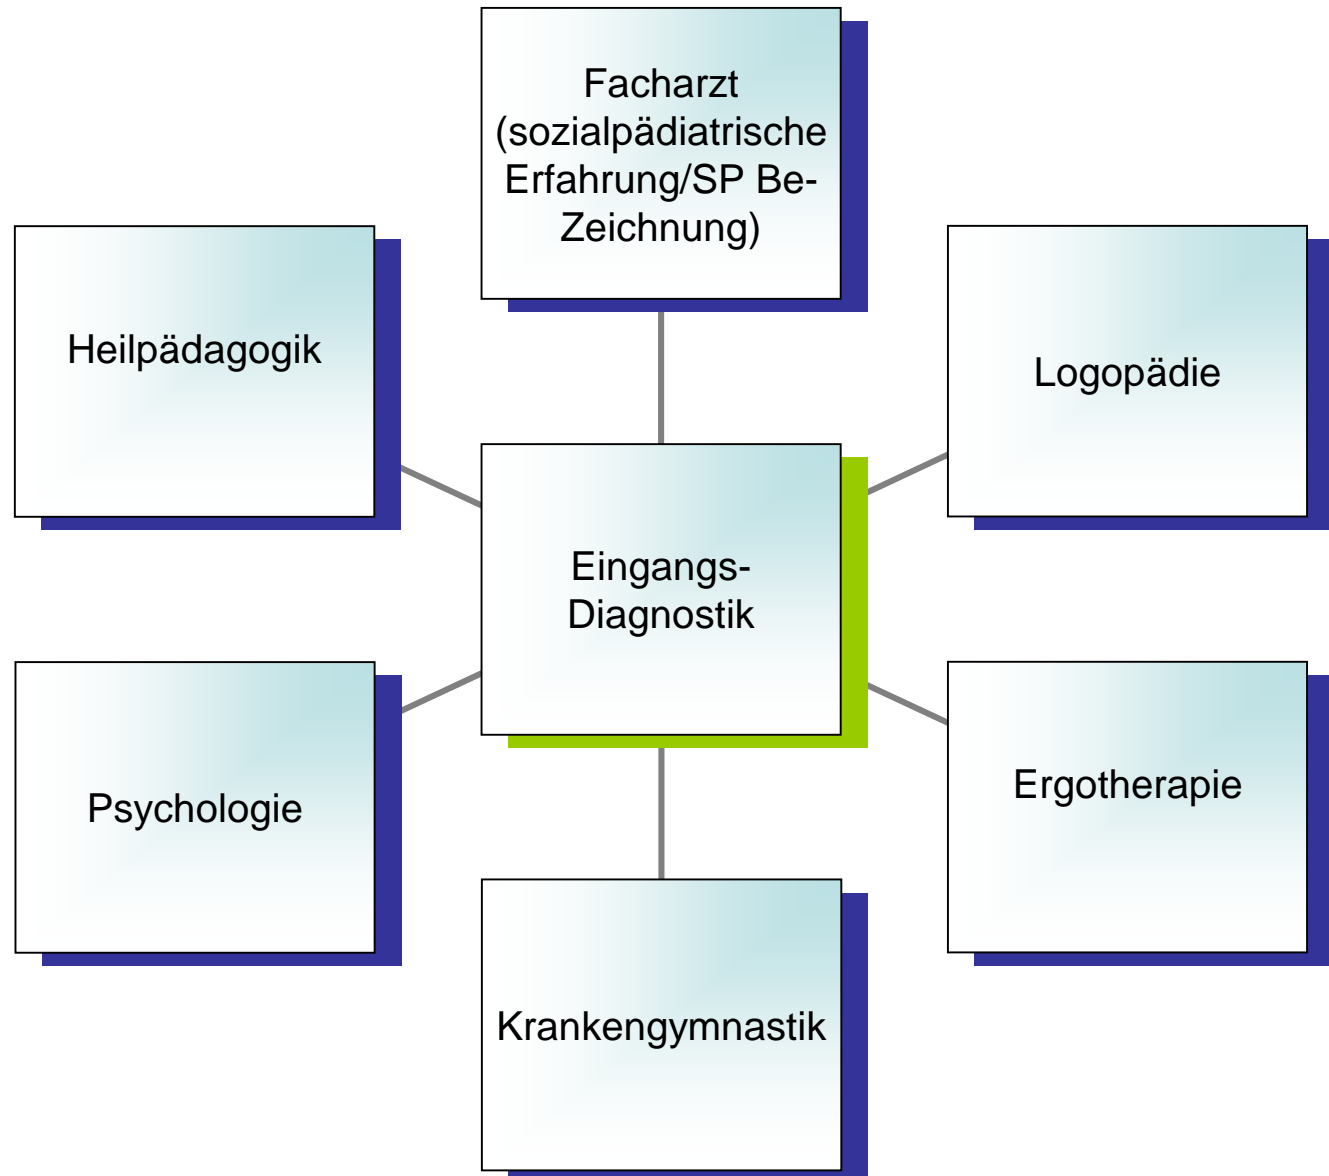 Facharzt
(sozialpädiatrische
Erfahrung/SP Be-
Zeichnung)
Heilpädagogik
Logopädie
Eingangs-
Diagnostik
Psychologie
Ergotherapie
Krankengymnastik